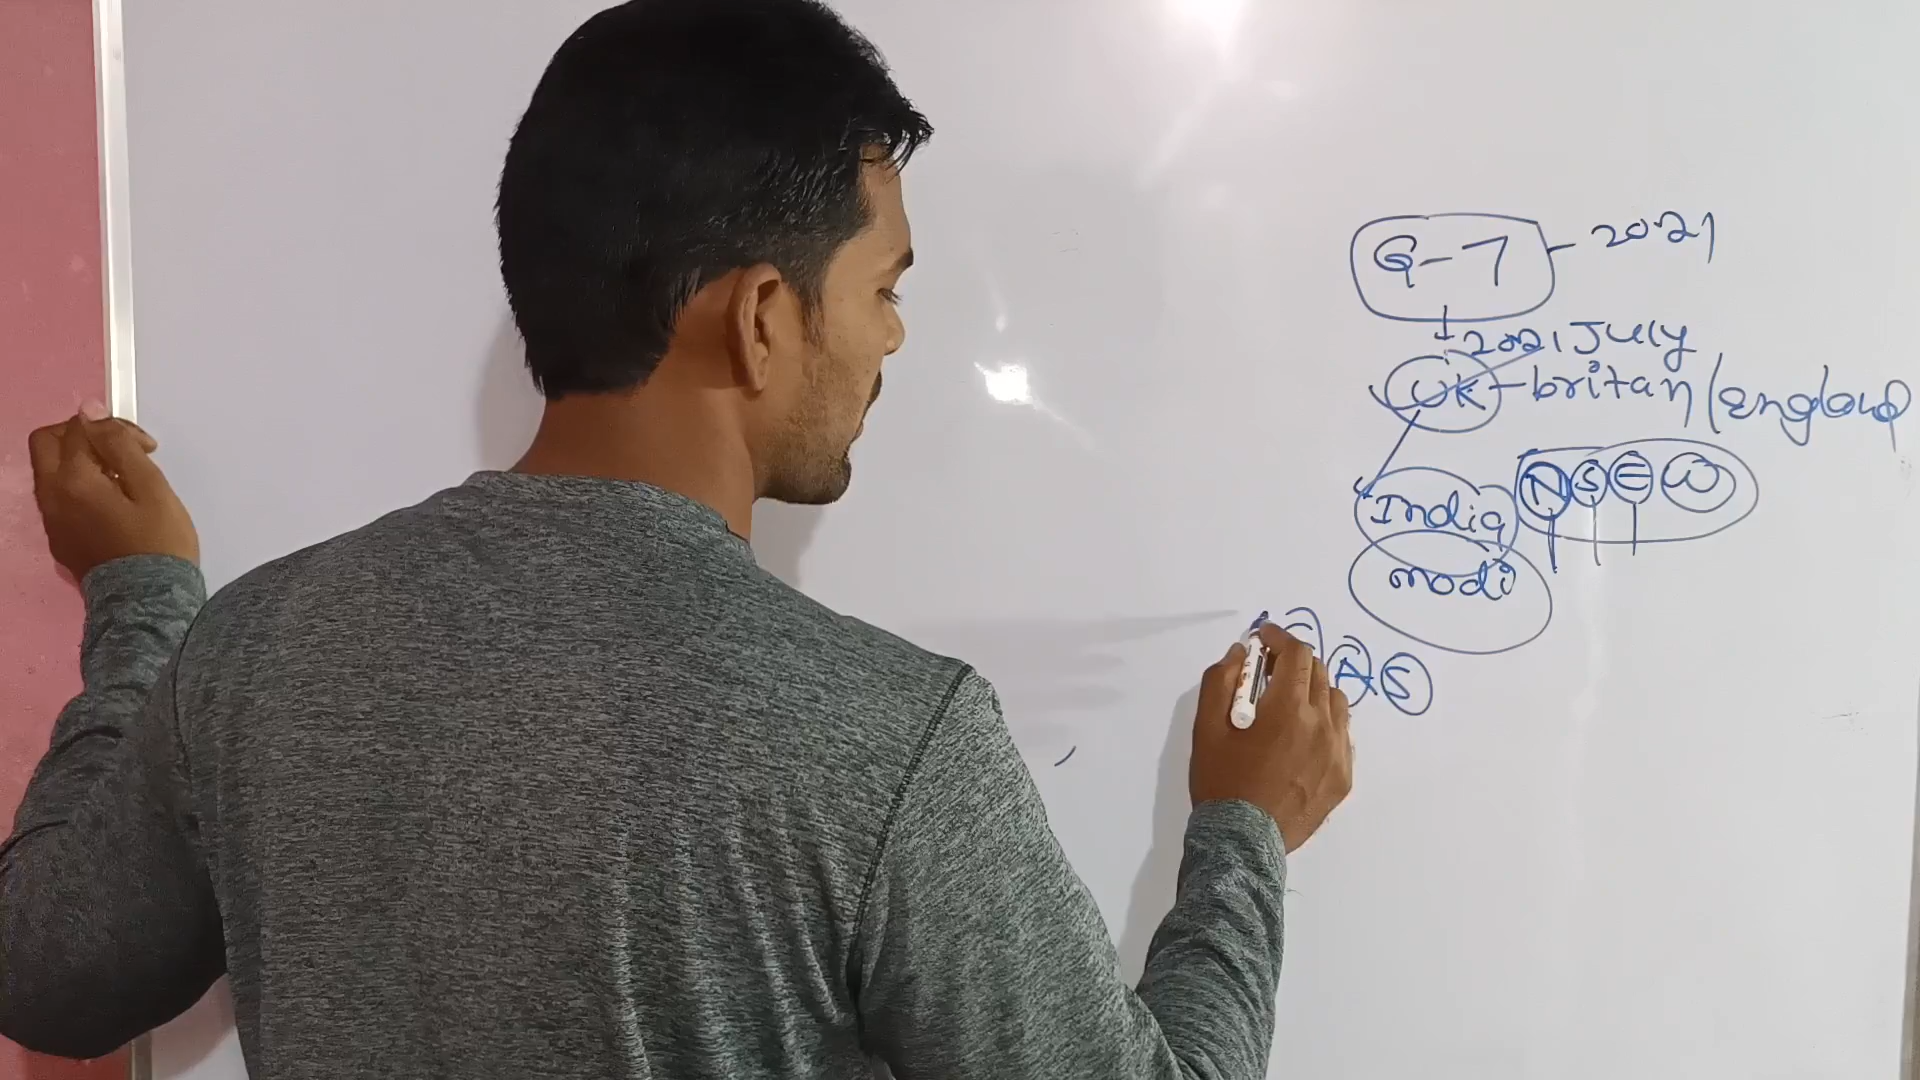 G-7 - 2021
2021 July
UK - britan / england
India N S E W
modi
A S